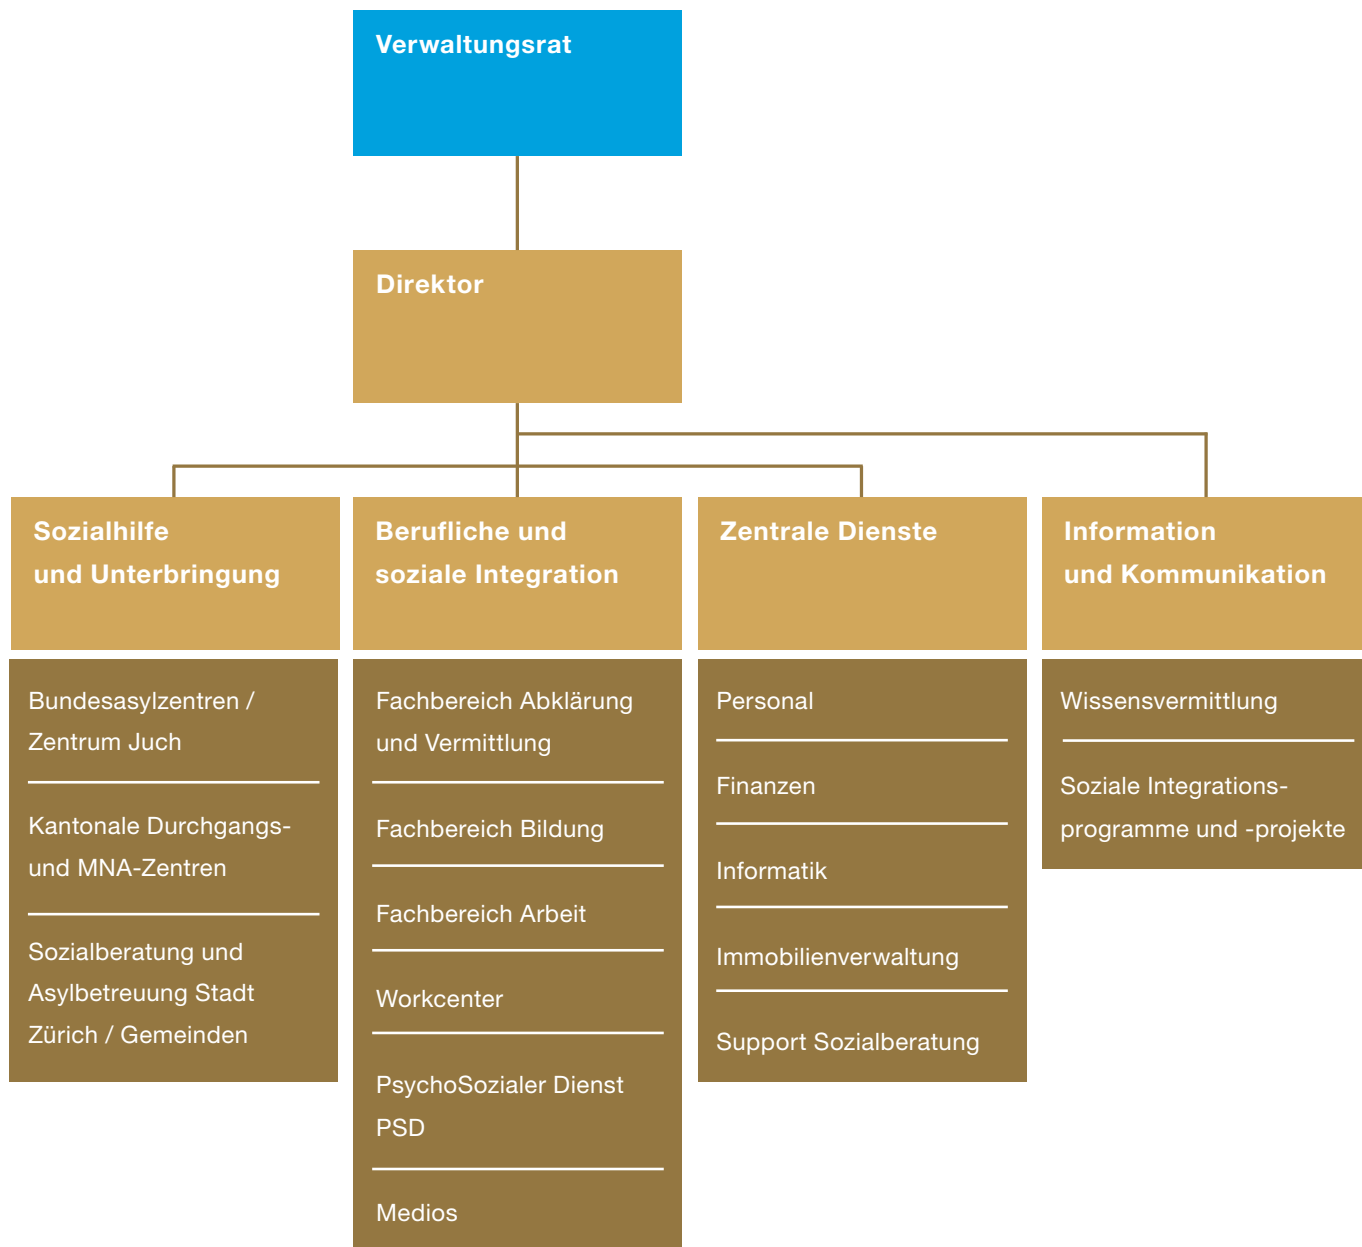 Verwaltungsrat
Direktor
Sozialhilfe
und Unterbringung
Berufliche und
soziale Integration
Zentrale Dienste
Information
und Kommunikation
Bundesasylzentren /
Zentrum Juch
Kantonale Durchgangs-
und MNA-Zentren
Sozialberatung und
Asylbetreuung Stadt
Zürich / Gemeinden
Fachbereich Abklärung
und Vermittlung
Fachbereich Bildung
Fachbereich Arbeit
Workcenter
PsychoSozialer Dienst
PSD
Medios
Personal
Finanzen
Informatik
Immobilienverwaltung
Support Sozialberatung
Wissensvermittlung
Soziale Integrations-
programme und -projekte